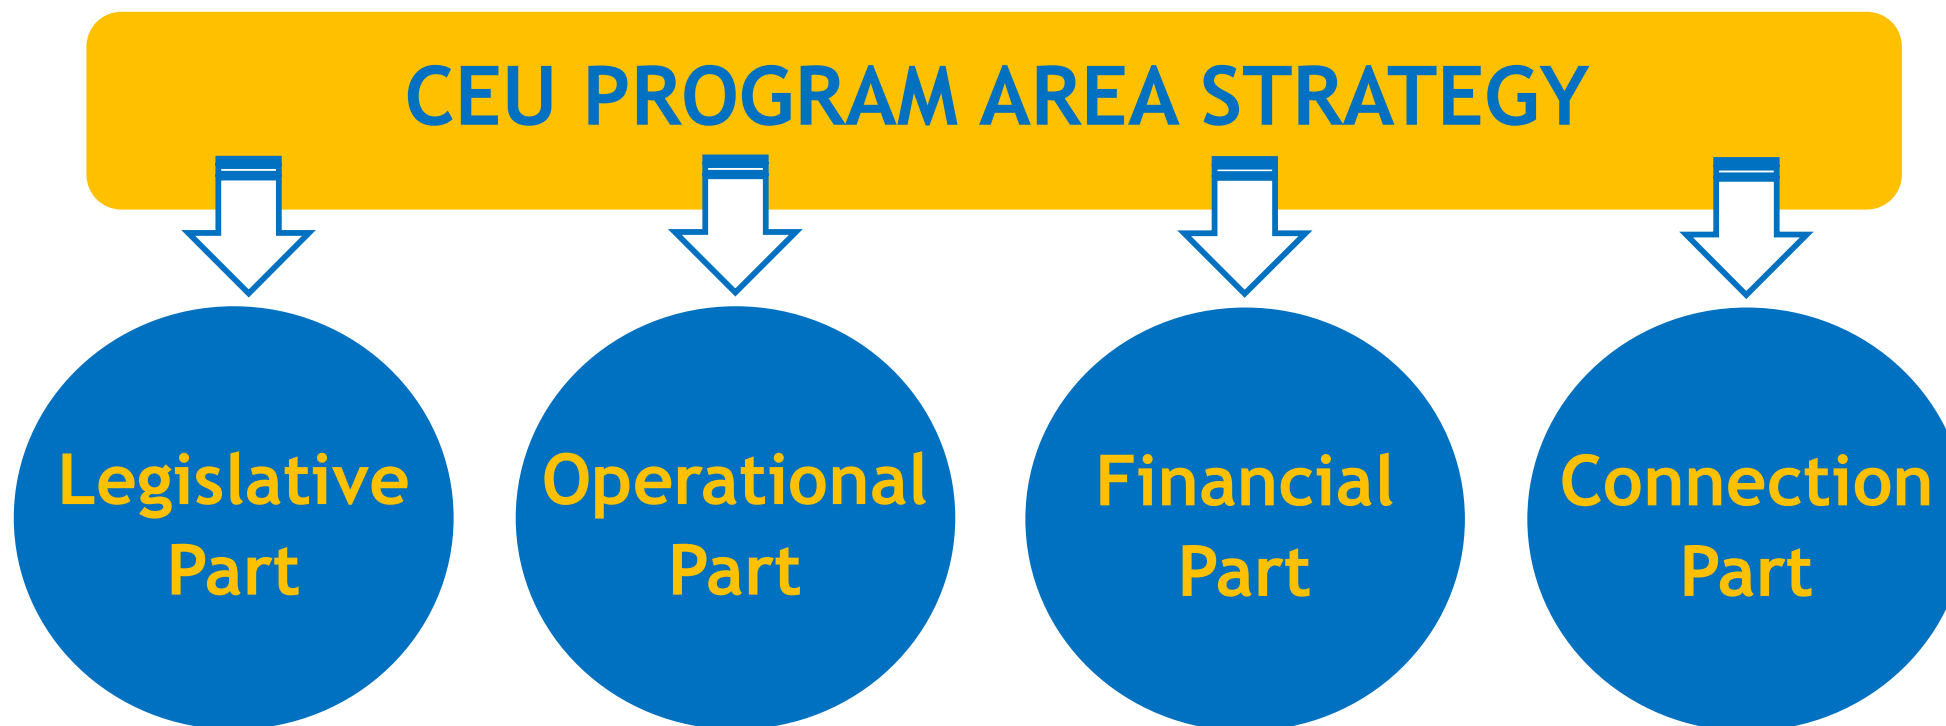 CEU PROGRAM AREA STRATEGY
Legislative
Part
Operational
Part
Financial
Part
Connection
Part